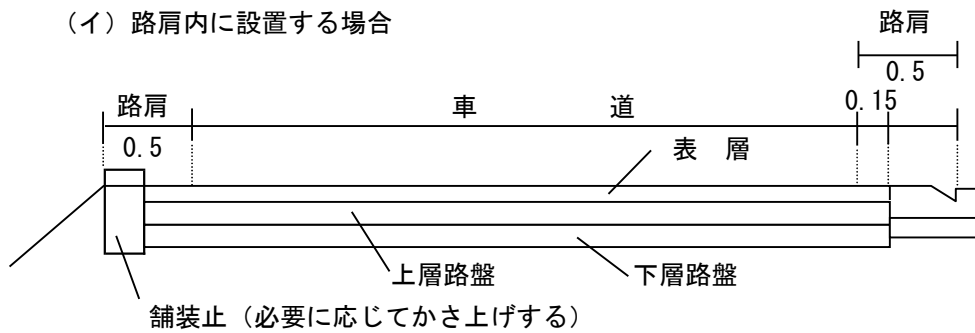 （イ）路肩内に設置する場合
路肩
0.5
路肩
車道
0.15
0.5
表　層
上層路盤
下層路盤
舗装止（必要に応じてかさ上げする）